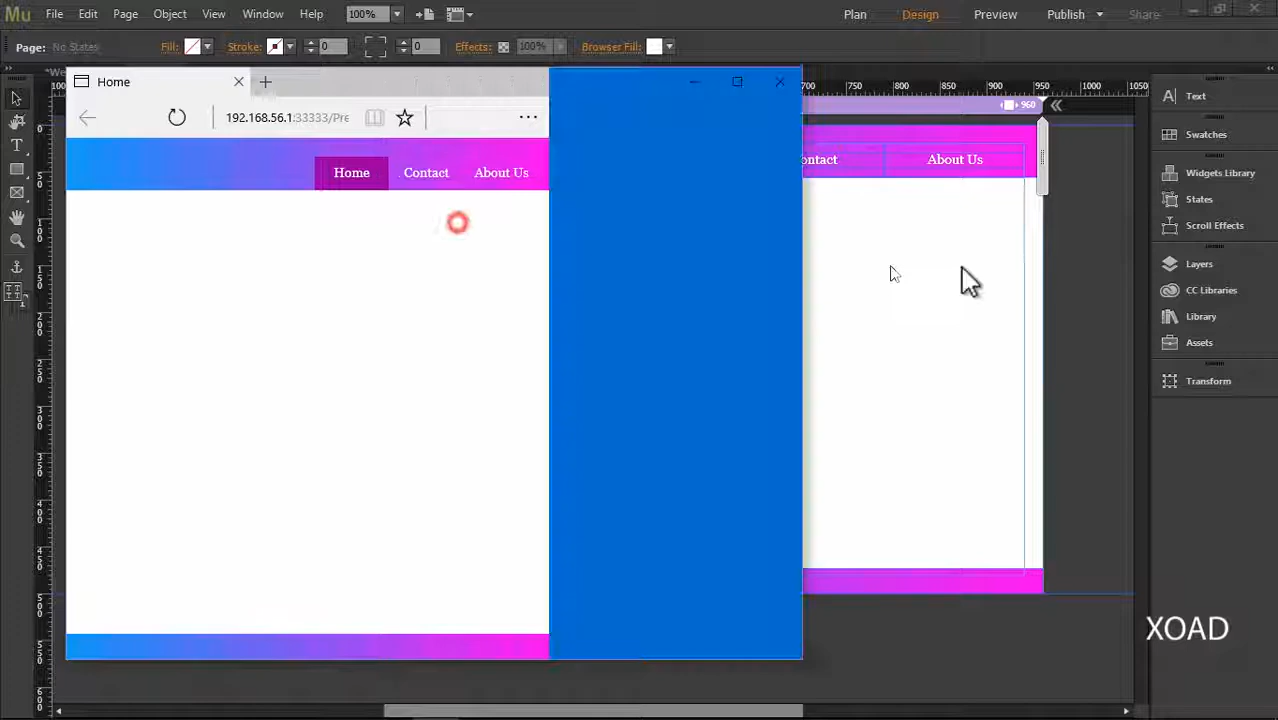 Mu File Edit Page Object View Window Help 100% Plan Design Preview Publish Share
Page: No States Fill: Stroke: 0 0 Effects: 100% Browser Fill:
Home
192.168.56.1:33333/Pre
750 800 850 900 950 1000 1050
960
Home Contact About Us
ontact About Us
Text
Swatches
Widgets Library
States
Scroll Effects
Layers
CC Libraries
Library
Assets
Transform
XOAD